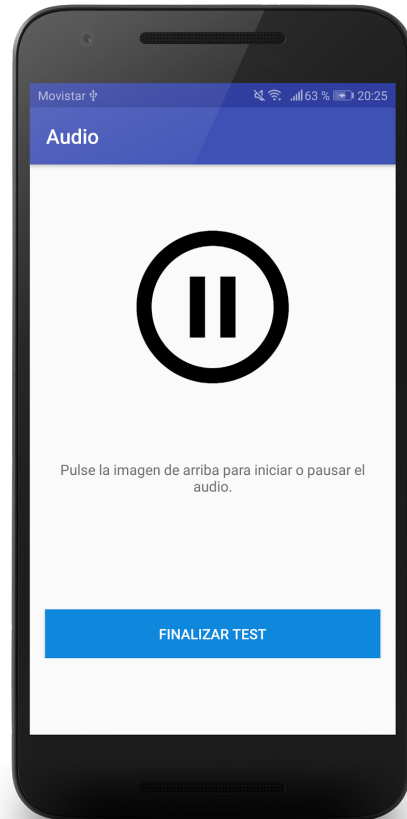 Movistar 63 % 20:25
Audio
Pulse la imagen de arriba para iniciar o pausar el
audio.
FINALIZAR TEST